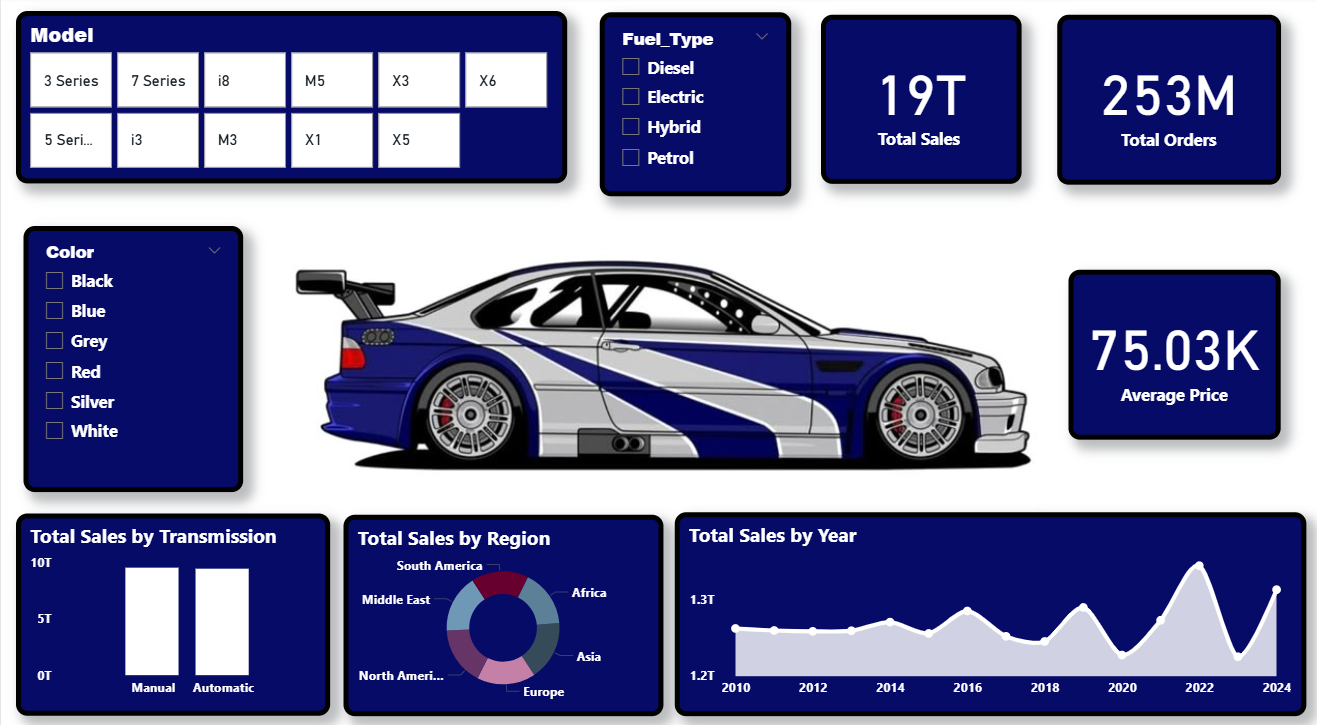 Model
3 Series
7 Series
i8
M5
X3
X6
5 Seri...
i3
M3
X1
X5
Fuel_Type
Diesel
Electric
Hybrid
Petrol
19T
Total Sales
253M
Total Orders
Color
Black
Blue
Grey
Red
Silver
White
75.03K
Average Price
Total Sales by Transmission
10T
5T
0T
Manual
Automatic
Total Sales by Region
South America
Africa
Middle East
Asia
North Ameri...
Europe
Total Sales by Year
1.3T
1.2T
2010
2012
2014
2016
2018
2020
2022
2024